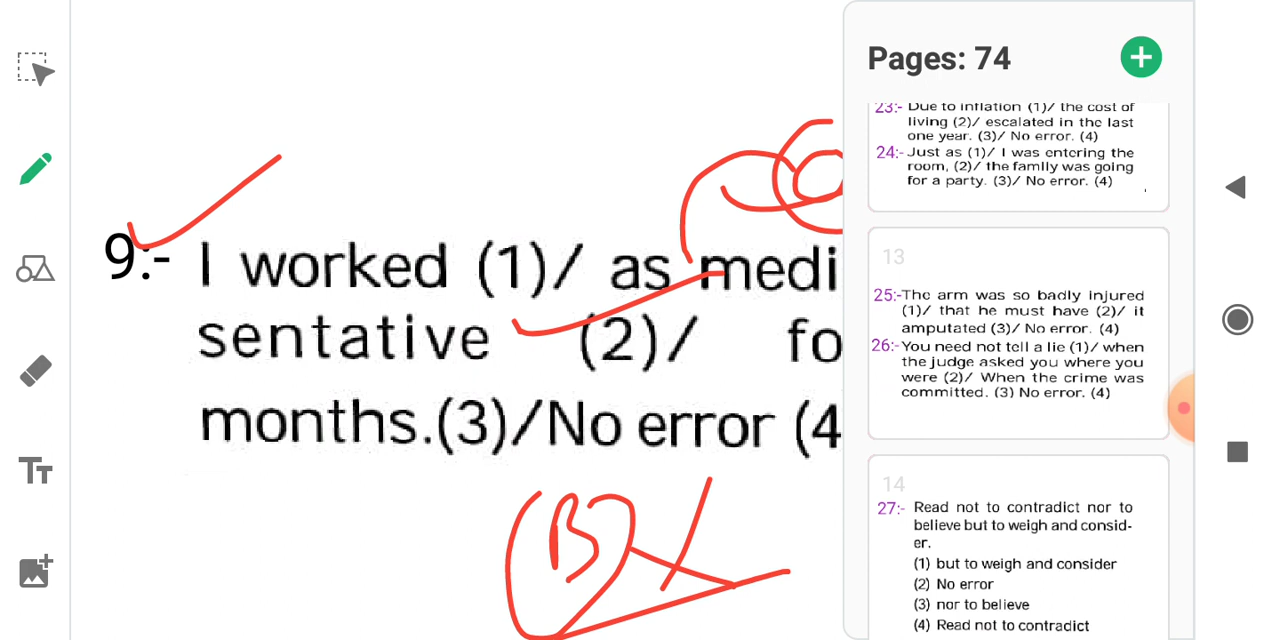 9:- I worked (1)/ as medi
sentative (2)/ fo
months.(3)/No error (4
(B)
Tт
Pages: 74
23:- Due to inflation (1)/ the cost of
living (2)/ escalated in the last
one year. (3)/ No error. (4)
24:- Just as (1)/ I was entering the
room, (2)/ the family was going
for a party. (3)/ No error. (4)
13
25:-The arm was so badly injured
(1)/ that he must have (2)/ it
amputated (3)/ No error. (4)
26:-You need not tell a lie (1)/ when
the judge asked you where you
were (2)/ When the crime was
committed. (3) No error. (4)
14
27:- Read not to contradict nor to
believe but to weigh and consid-
er.
(1) but to weigh and consider
(2) No error
(3) nor to believe
(4) Read not to contradict